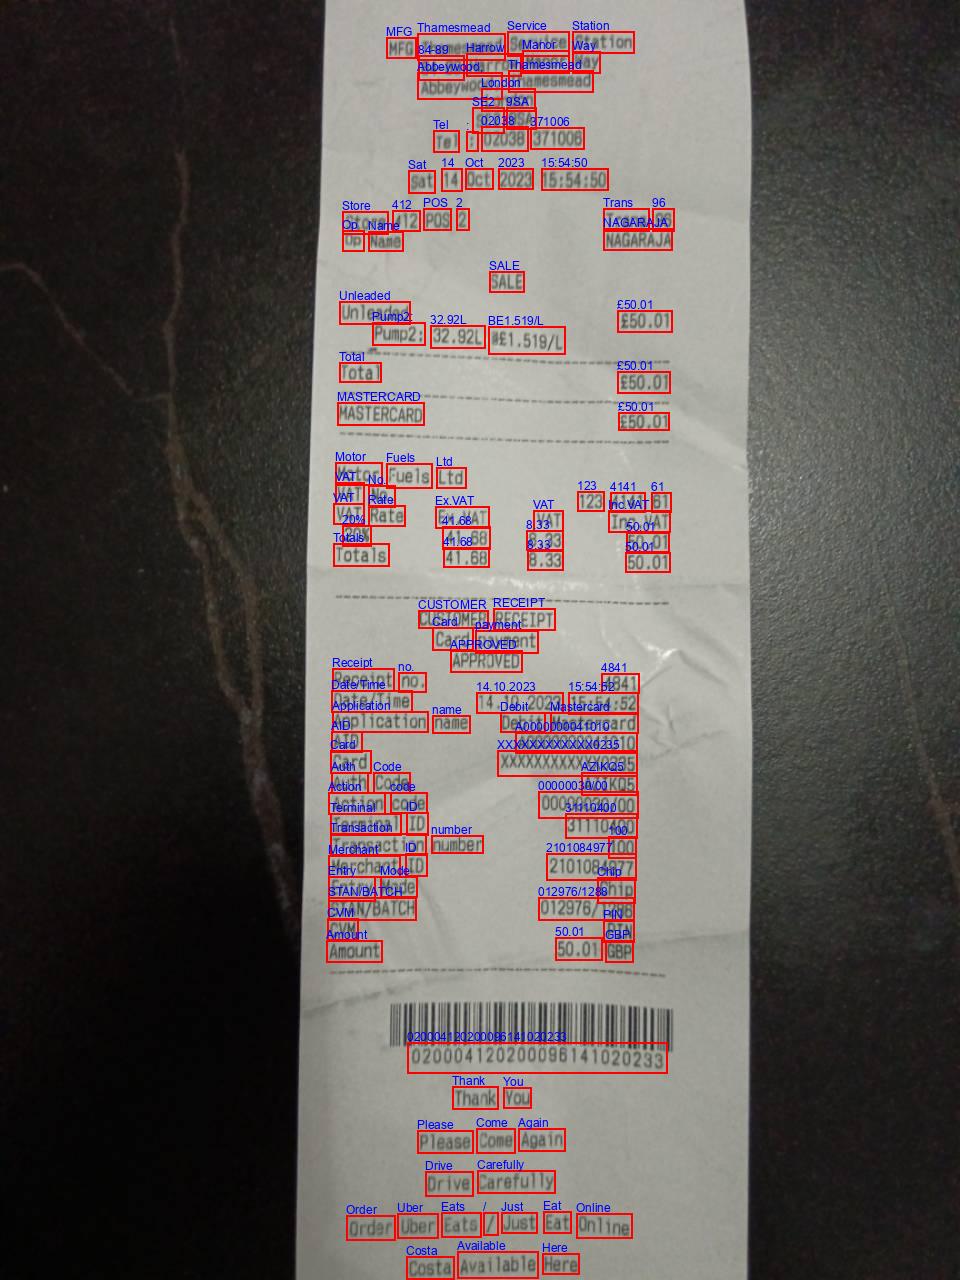 MFG Thamesmead Service Station
84-89 Harrow Manor Way
Abbeywood, Thamesmead
London
SE2 9SA
Tel : 02038 371006
Sat 14 Oct 2023 15:54:50
Store 412 POS 2 Trans 96
Op Name NAGARAJA
SALE
Unleaded £50.01
Pump2: 32.92L @£1.519/L
Total £50.01
MASTERCARD £50.01
Motor Fuels Ltd
VAT No. 123 4141 61
VAT Rate Ex.VAT VAT Inc.VAT
20% 41.68 8.33 50.01
Totals 41.68 8.33 50.01
CUSTOMER RECEIPT
Card payment
APPROVED
Receipt no. 4841
Date/Time 14.10.2023 15:54:52
Application name Debit Mastercard
AID A0000000041010
Card XXXXXXXXXXXX0235
Auth Code AZIKQ5
Action code 00000030/00
Terminal ID 31110400
Transaction number 100
Merchant ID 2101084977
Entry Mode Chip
STAN/BATCH 012976/1286
CVM PIN
Amount 50.01 GBP
020004120200096141020233
Thank You
Please Come Again
Drive Carefully
Order Uber Eats / Just Eat Online
Costa Available Here